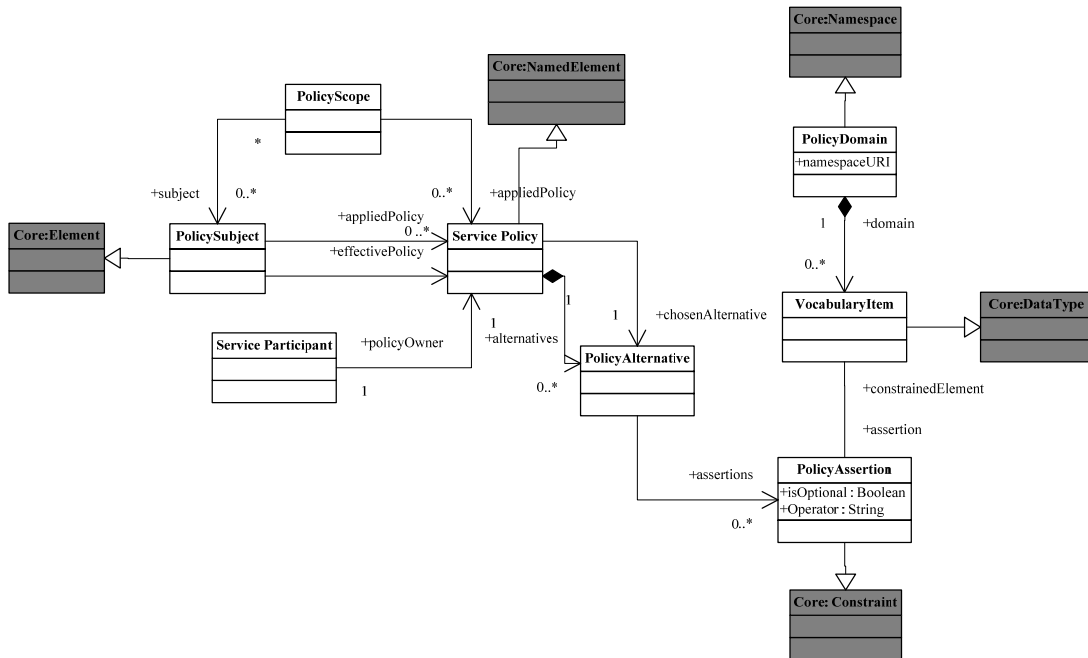 Core:Namespace
Core:NamedElement
PolicyScope
PolicyDomain
+namespaceURI
*
+subject
0..*
0..*
+appliedPolicy
1
+domain
+appliedPolicy
0 ..*
Core:Element
PolicySubject
Service Policy
+effectivePolicy
0..*
VocabularyItem
Core:DataType
1
1
+chosenAlternative
1
+alternatives
Service Participant
+policyOwner
PolicyAlternative
1
0..*
+constrainedElement
+assertion
+assertions
PolicyAssertion
+isOptional : Boolean
+Operator : String
0..*
Core: Constraint